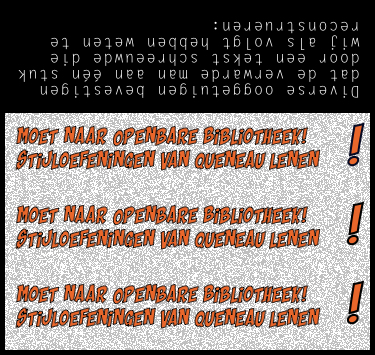 Diverse ooggetuigen bevestigen
dat de verwarde man aan één stuk
door een tekst schreeuwde die
wij als volgt hebben weten te
reconstrueren:
MOET NAAR OPENBARE BIBLIOTHEEK!
STIJLOEFENINGEN VAN QUENEAU LENEN !
MOET NAAR OPENBARE BIBLIOTHEEK!
STIJLOEFENINGEN VAN QUENEAU LENEN !
MOET NAAR OPENBARE BIBLIOTHEEK!
STIJLOEFENINGEN VAN QUENEAU LENEN !